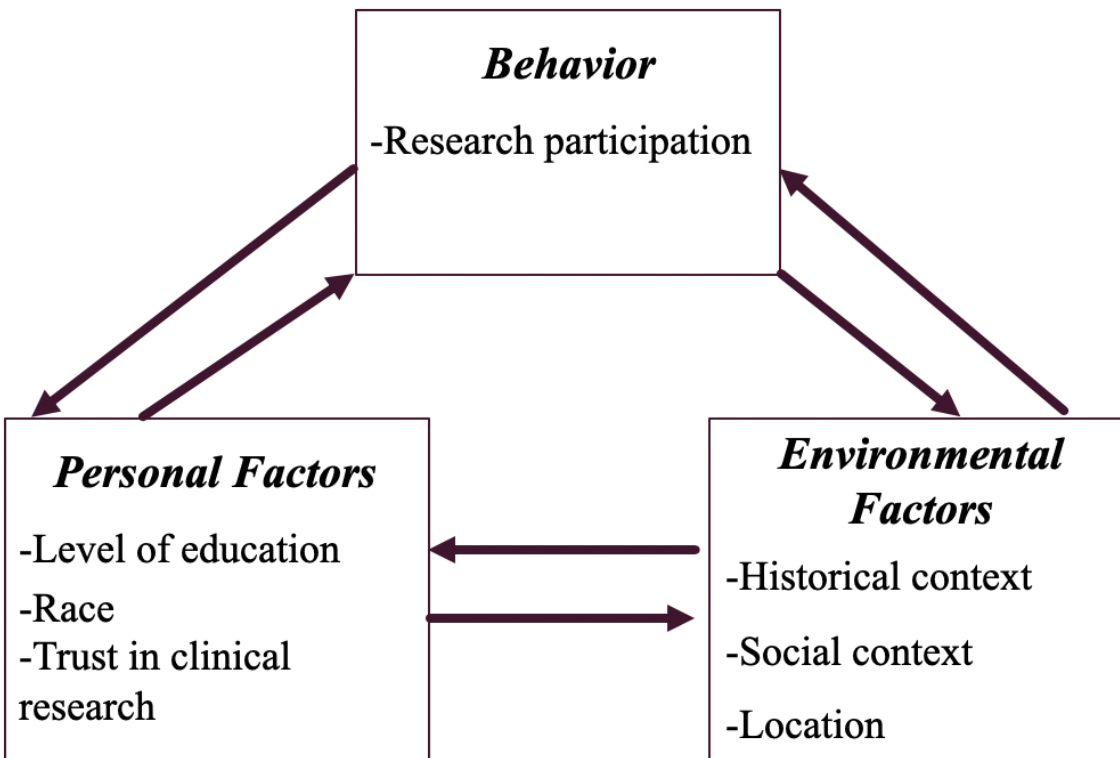 Behavior
-Research participation
Personal Factors
-Level of education
-Race
-Trust in clinical
research
Environmental
Factors
-Historical context
-Social context
-Location